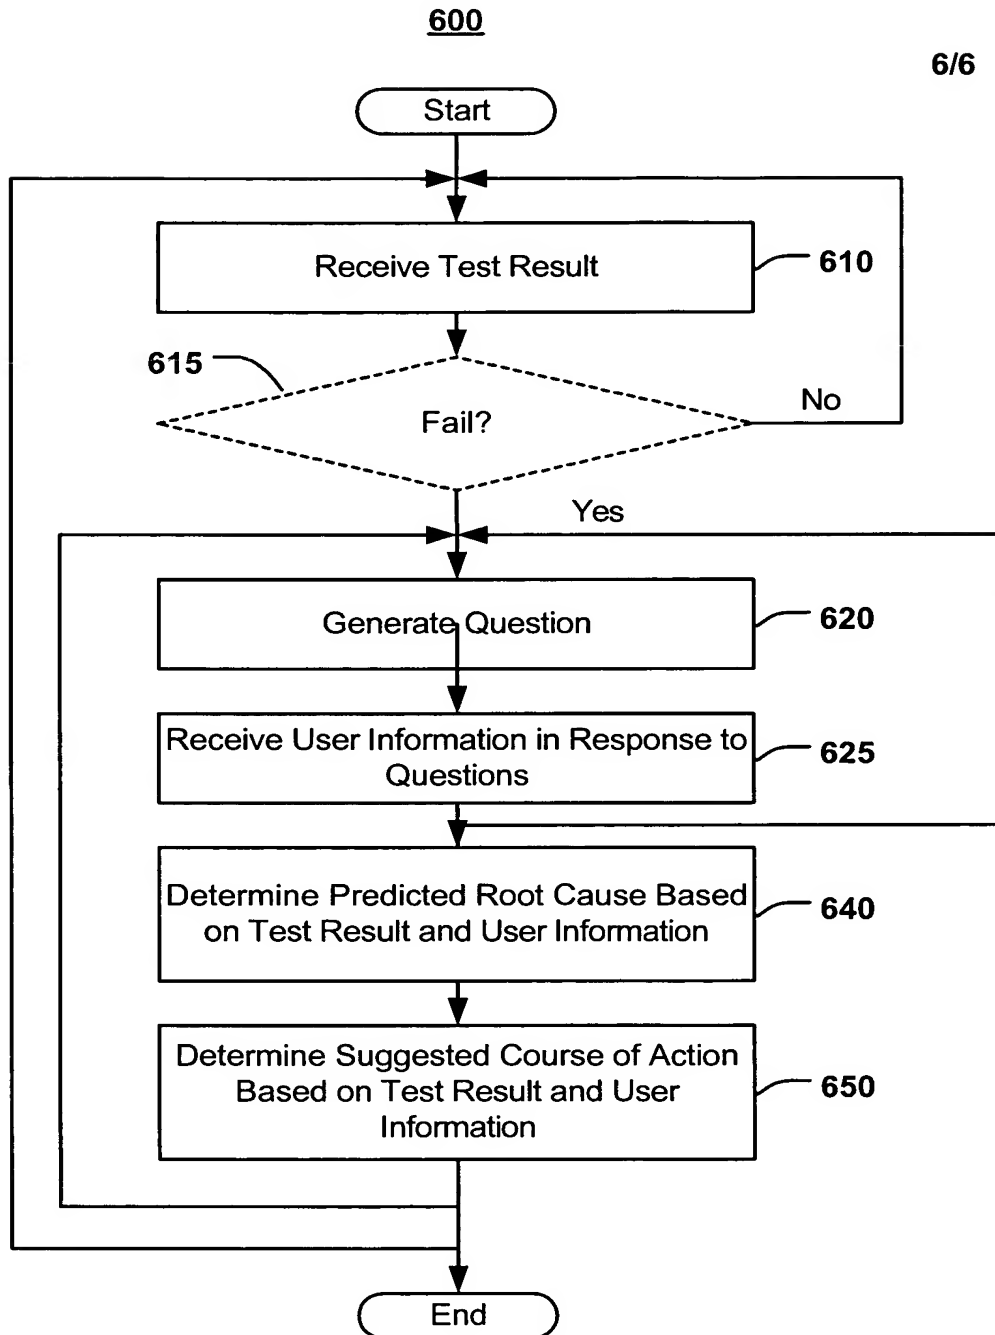 600
6/6
Start
Receive Test Result
610
615
Fail?
No
Yes
Generate Question
620
Receive User Information in Response to
Questions
625
Determine Predicted Root Cause Based
on Test Result and User Information
640
Determine Suggested Course of Action
Based on Test Result and User
Information
650
End